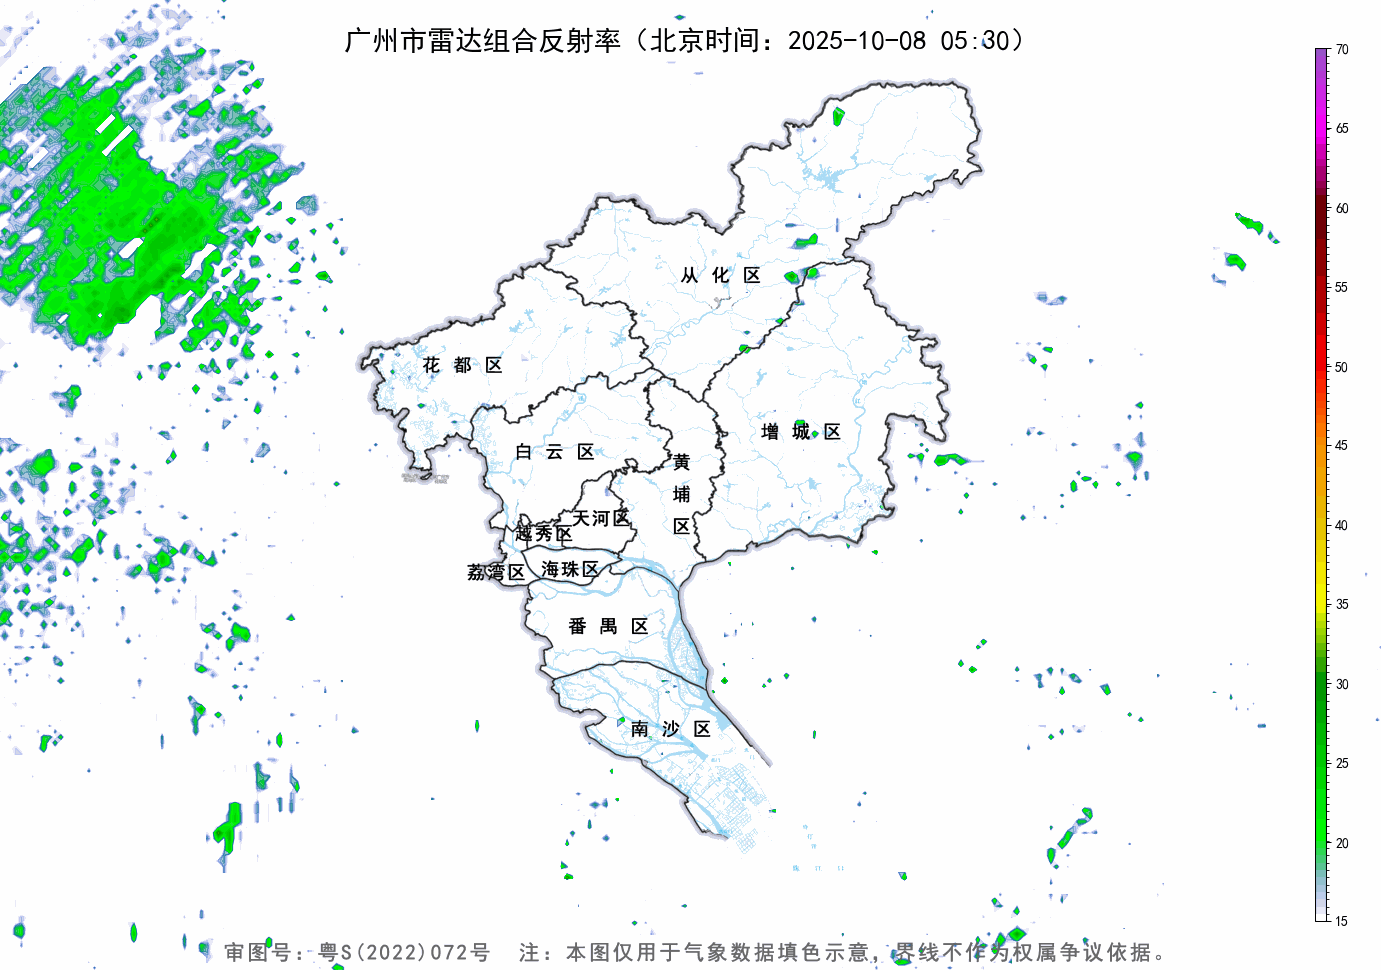 广州市雷达组合反射率（北京时间：2025-10-08 05:30）
70
65
60
55
50
45
40
35
30
25
20
15
从化区
花都区
增城区
白云区
黄埔区
天河区
越秀区
荔湾区
海珠区
番禺区
南沙区
审图号：粤S(2022)072号 注：本图仅用于气象数据填色示意，界线不作为权属争议依据。